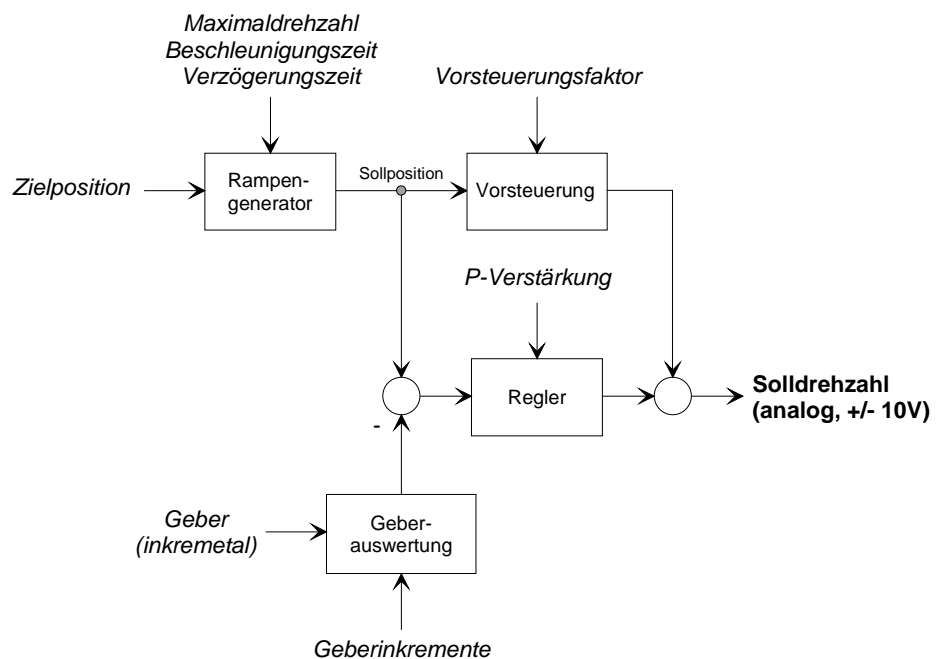 Maximaldrehzahl
Beschleunigungszeit
Verzögerungszeit
Vorsteuerungsfaktor
Zielposition
Rampen-
generator
Sollposition
Vorsteuerung
P-Verstärkung
Regler
Solldrehzahl
(analog, +/- 10V)
-
Geber
(inkremetal)
Geber-
auswertung
Geberinkremente